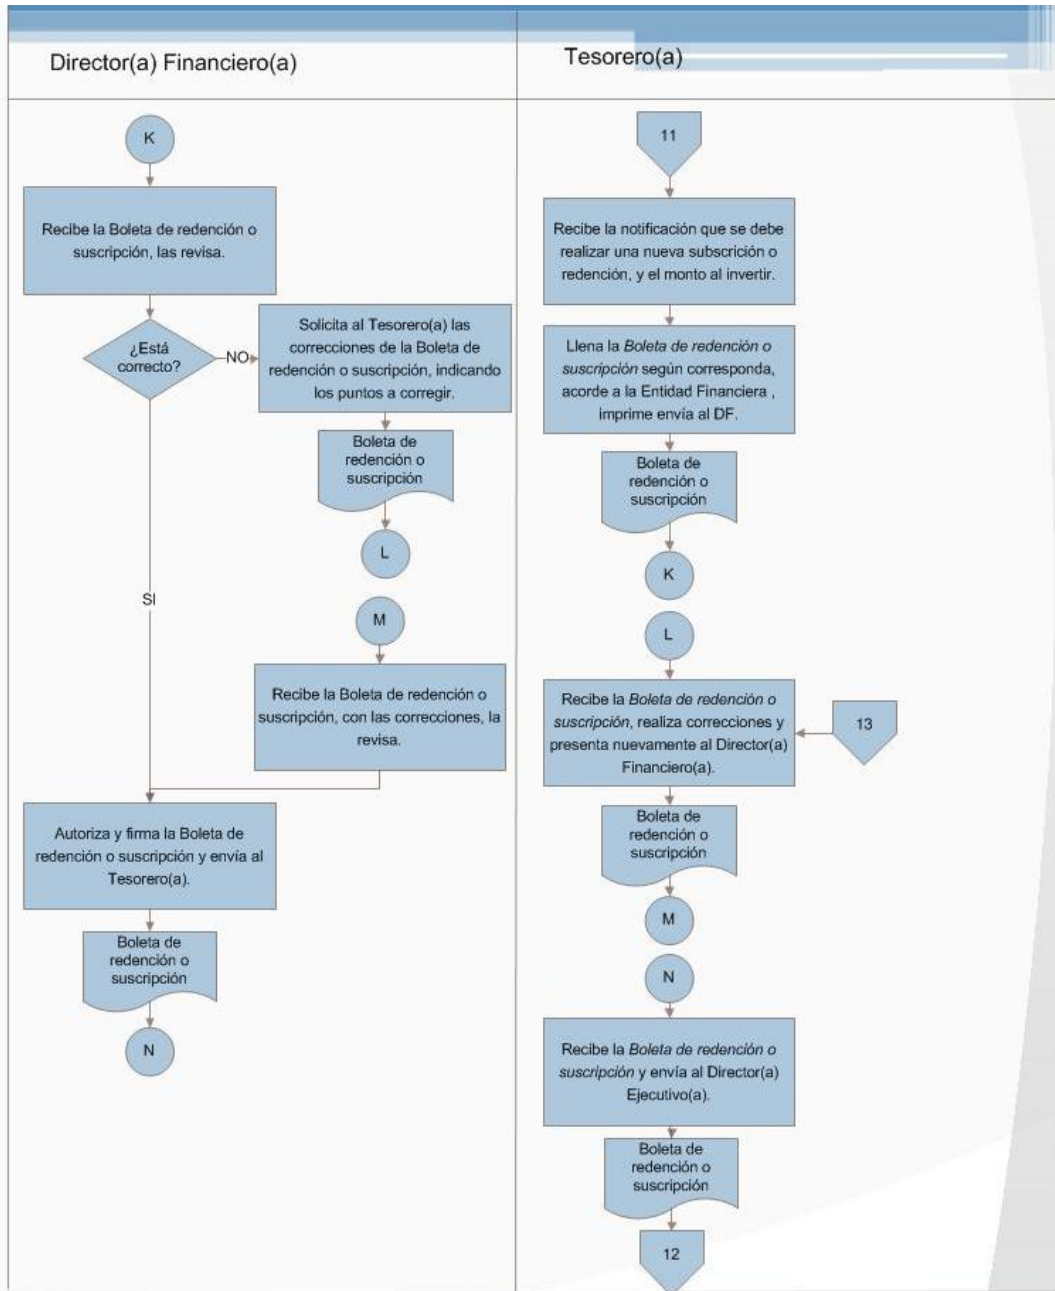 Director(a) Financiero(a)
Tesorero(a)
K
Recibe la Boleta de redención o
suscripción, las revisa.
¿Está
correcto?
NO
Solicita al Tesorero(a) las
correcciones de la Boleta de
redención o suscripción, indicando
los puntos a corregir.
Boleta de
redención o
suscripción
L
SI
M
Recibe la Boleta de redención o
suscripción, con las correcciones, la
revisa.
Autoriza y firma la Boleta de
redención o suscripción y envía al
Tesorero(a).
Boleta de
redención o
suscripción
N
11
Recibe la notificación que se debe
realizar una nueva subscrición o
redención, y el monto al invertir.
Llena la Boleta de redención o
suscripción según corresponda,
acorde a la Entidad Financiera ,
imprime envía al DF.
Boleta de
redención o
suscripción
K
L
Recibe la Boleta de redención o
suscripción, realiza correcciones y
presenta nuevamente al Director(a)
Financiero(a).
13
Boleta de
redención o
suscripción
M
N
Recibe la Boleta de redención o
suscripción y envía al Director(a)
Ejecutivo(a).
Boleta de
redención o
suscripción
12